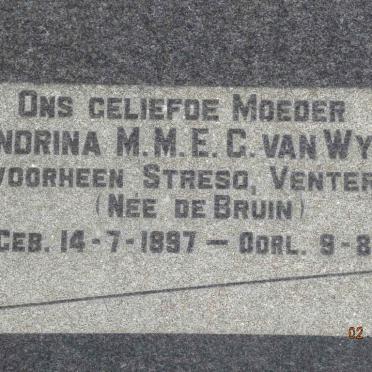 ONS GELIEFDE MOEDER
NDRINA M.M.E.C. VAN WY
VOORHEEN STRESO, VENTER
(NÉE DE BRUIN)
GEB. 14-7-1897 — OORL. 9-8
02